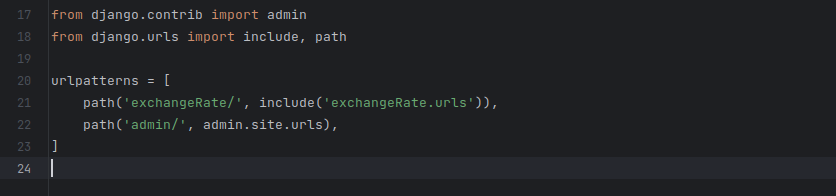 17 from django.contrib import admin
18 from django.urls import include, path
19
20 urlpatterns = [
21     path('exchangeRate/', include('exchangeRate.urls')),
22     path('admin/', admin.site.urls),
23 ]
24